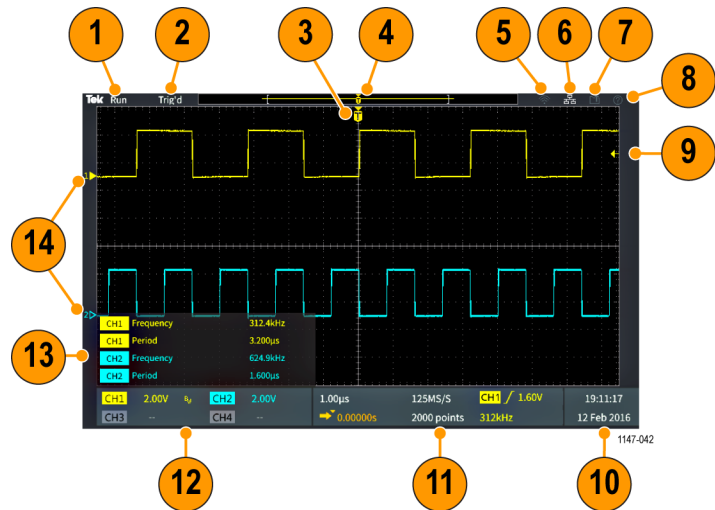 1 2 3 4 5 6 7 8
Tek Run Trig'd
T
9
1
14
2
CH1 Frequency 312.4kHz
CH1 Period 3.200µs
CH2 Frequency 624.9kHz
CH2 Period 1.600µs
13
CH1 2.00V CH2 2.00V 1.00µs 125MS/S CH1 1.60V 19:11:17
CH3 -- CH4 -- 0.00000s 2000 points 312kHz 12 Feb 2016
1147-042
12 11 10